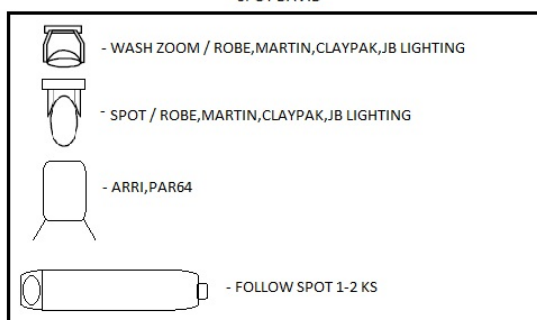 - WASH ZOOM / ROBE,MARTIN,CLAYPAK,JB LIGHTING
- SPOT / ROBE,MARTIN,CLAYPAK,JB LIGHTING
- ARRI,PAR64
- FOLLOW SPOT 1-2 KS